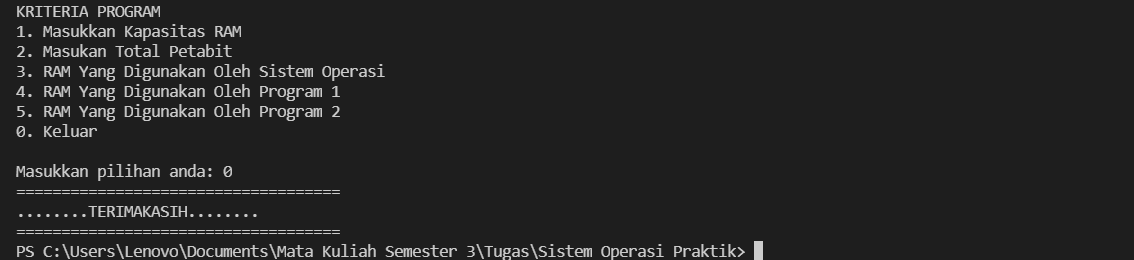 KRITERIA PROGRAM
1. Masukkan Kapasitas RAM
2. Masukan Total Petabit
3. RAM Yang Digunakan Oleh Sistem Operasi
4. RAM Yang Digunakan Oleh Program 1
5. RAM Yang Digunakan Oleh Program 2
0. Keluar
Masukkan pilihan anda: 0
====================================
........TERIMAKASIH........
====================================
PS C:\Users\Lenovo\Documents\Mata Kuliah Semester 3\Tugas\Sistem Operasi Praktik>